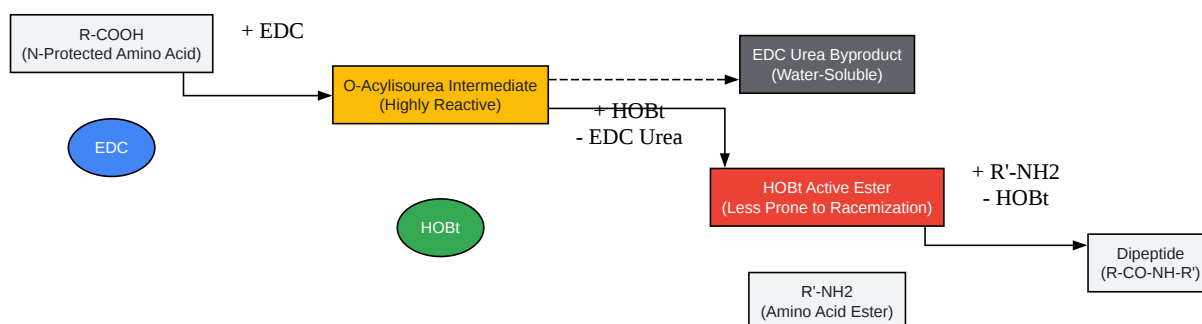 R-COOH
(N-Protected Amino Acid)
+ EDC
EDC Urea Byproduct
(Water-Soluble)
O-Acylisourea Intermediate
(Highly Reactive)
+ HOBt
- EDC Urea
EDC
HOBt Active Ester
(Less Prone to Racemization)
+ R'-NH2
- HOBt
HOBt
Dipeptide
(R-CO-NH-R')
R'-NH2
(Amino Acid Ester)